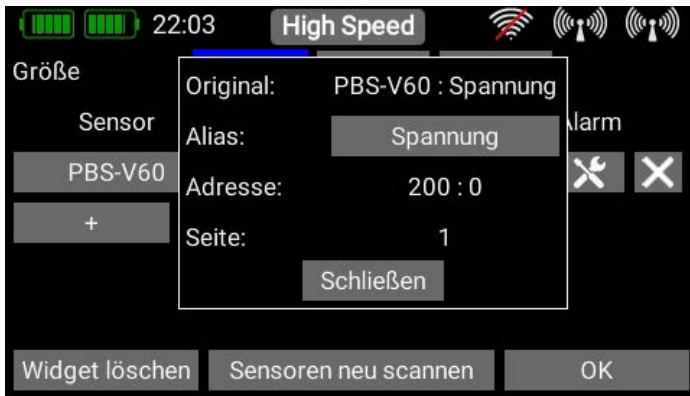 22:03 High Speed
Größe
Original: PBS-V60 : Spannung
Sensor
Alias: Spannung
PBS-V60
Adresse: 200 : 0
+
Seite: 1
Schließen
Widget löschen Sensoren neu scannen OK